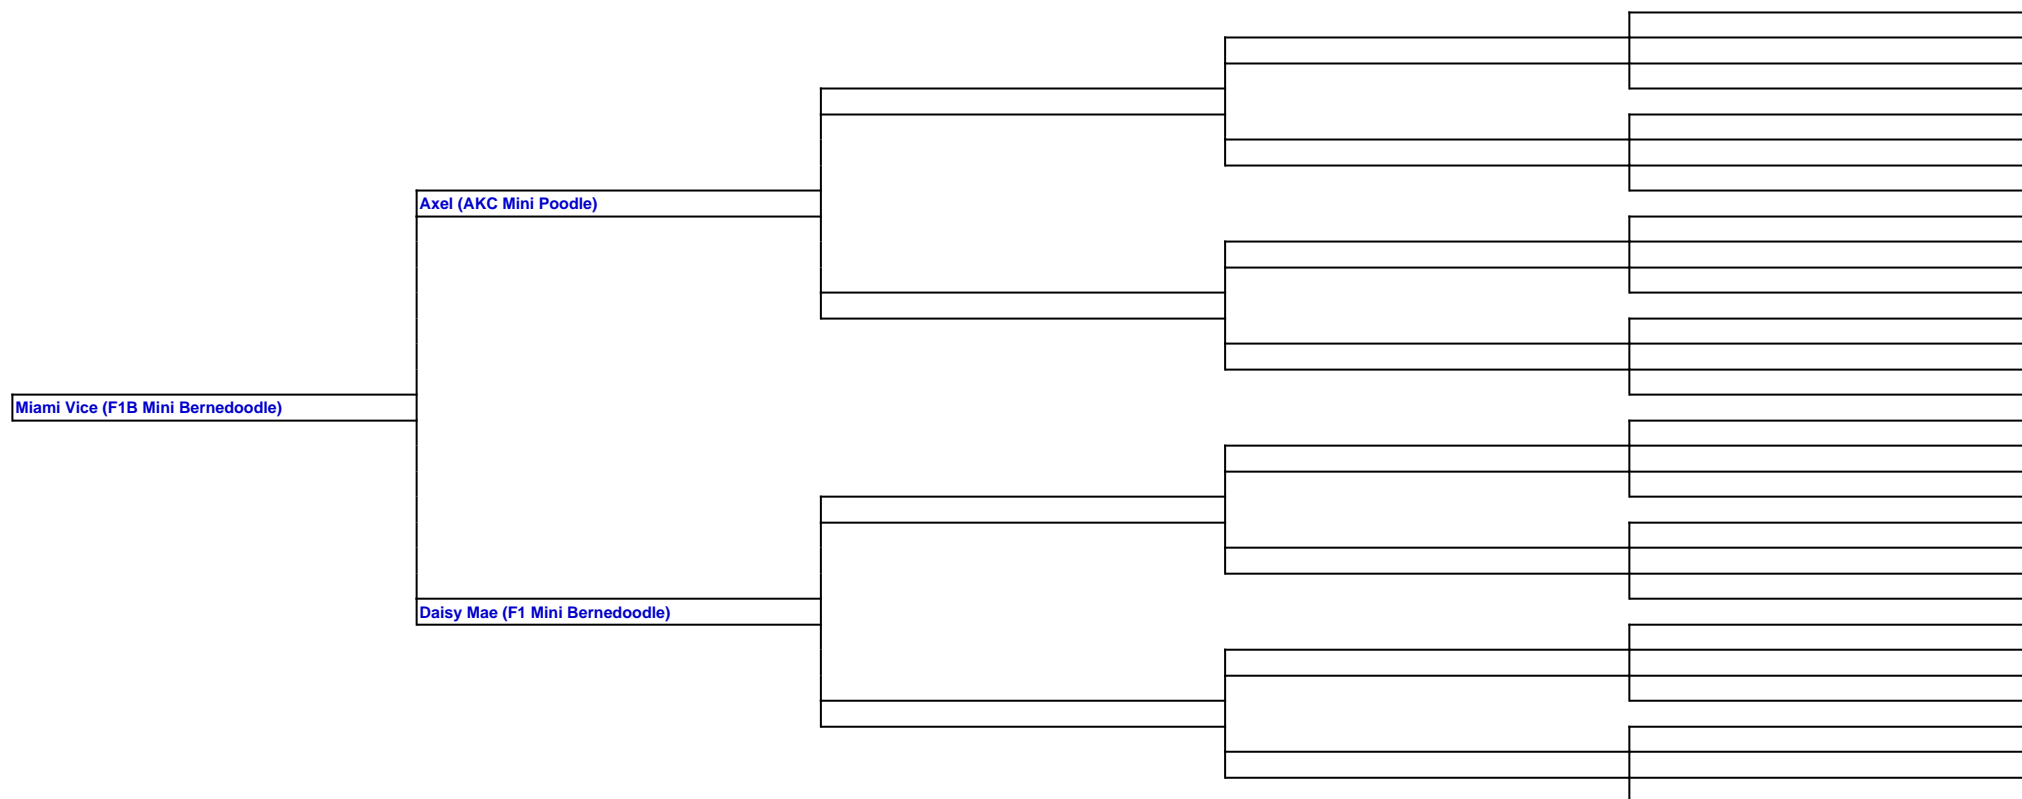 Axel (AKC Mini Poodle)
Miami Vice (F1B Mini Bernedoodle)
Daisy Mae (F1 Mini Bernedoodle)